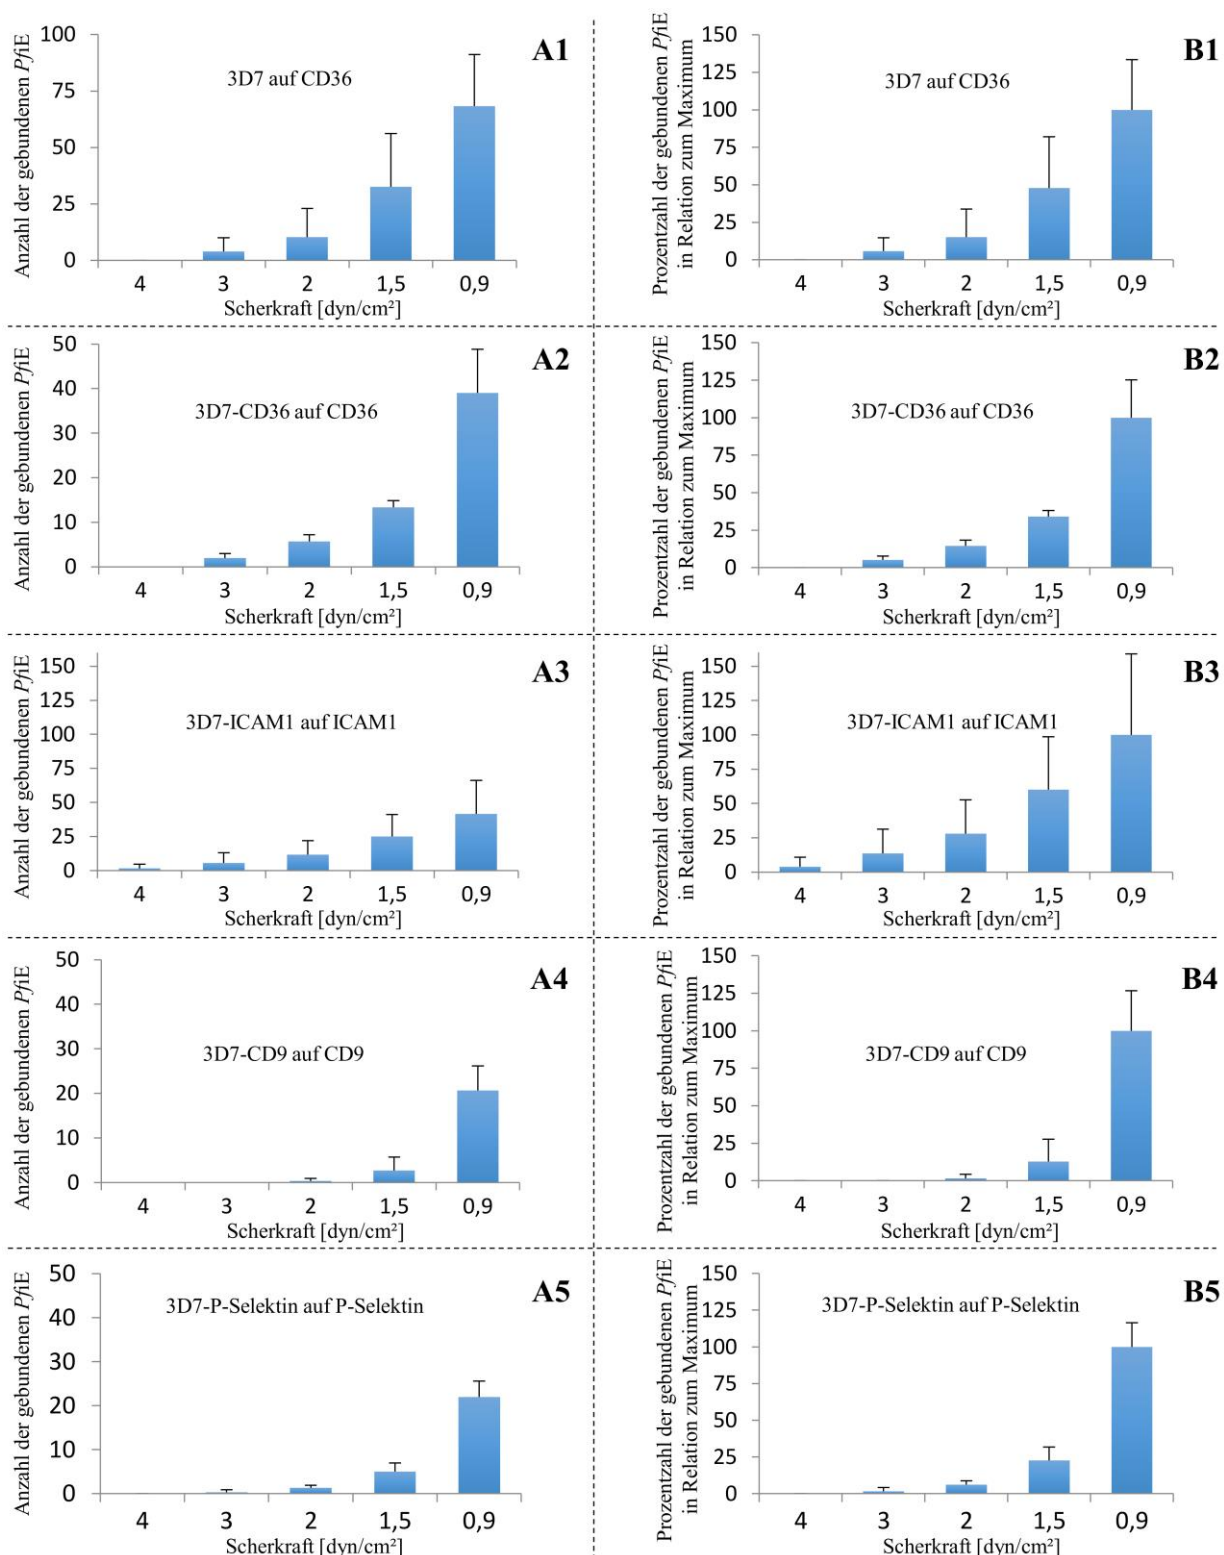 A1
Anzahl der gebundenen PfiE
100
75
50
25
0
3D7 auf CD36
4 3 2 1,5 0,9
Scherkraft [dyn/cm²]
B1
Prozentzahl der gebundenen PfiE
in Relation zum Maximum
150
125
100
75
50
25
0
3D7 auf CD36
4 3 2 1,5 0,9
Scherkraft [dyn/cm²]
A2
Anzahl der gebundenen PfiE
50
40
30
20
10
0
3D7-CD36 auf CD36
4 3 2 1,5 0,9
Scherkraft [dyn/cm²]
B2
Prozentzahl der gebundenen PfiE
in Relation zum Maximum
150
125
100
75
50
25
0
3D7-CD36 auf CD36
4 3 2 1,5 0,9
Scherkraft [dyn/cm²]
A3
Anzahl der gebundenen PfiE
150
125
100
75
50
25
0
3D7-ICAM1 auf ICAM1
4 3 2 1,5 0,9
Scherkraft [dyn/cm²]
B3
Prozentzahl der gebundenen PfiE
in Relation zum Maximum
150
125
100
75
50
25
0
3D7-ICAM1 auf ICAM1
4 3 2 1,5 0,9
Scherkraft [dyn/cm²]
A4
Anzahl der gebundenen PfiE
50
40
30
20
10
0
3D7-CD9 auf CD9
4 3 2 1,5 0,9
Scherkraft [dyn/cm²]
B4
Prozentzahl der gebundenen PfiE
in Relation zum Maximum
150
125
100
75
50
25
0
3D7-CD9 auf CD9
4 3 2 1,5 0,9
Scherkraft [dyn/cm²]
A5
Anzahl der gebundenen PfiE
50
40
30
20
10
0
3D7-P-Selektin auf P-Selektin
4 3 2 1,5 0,9
Scherkraft [dyn/cm²]
B5
Prozentzahl der gebundenen PfiE
in Relation zum Maximum
150
125
100
75
50
25
0
3D7-P-Selektin auf P-Selektin
4 3 2 1,5 0,9
Scherkraft [dyn/cm²]